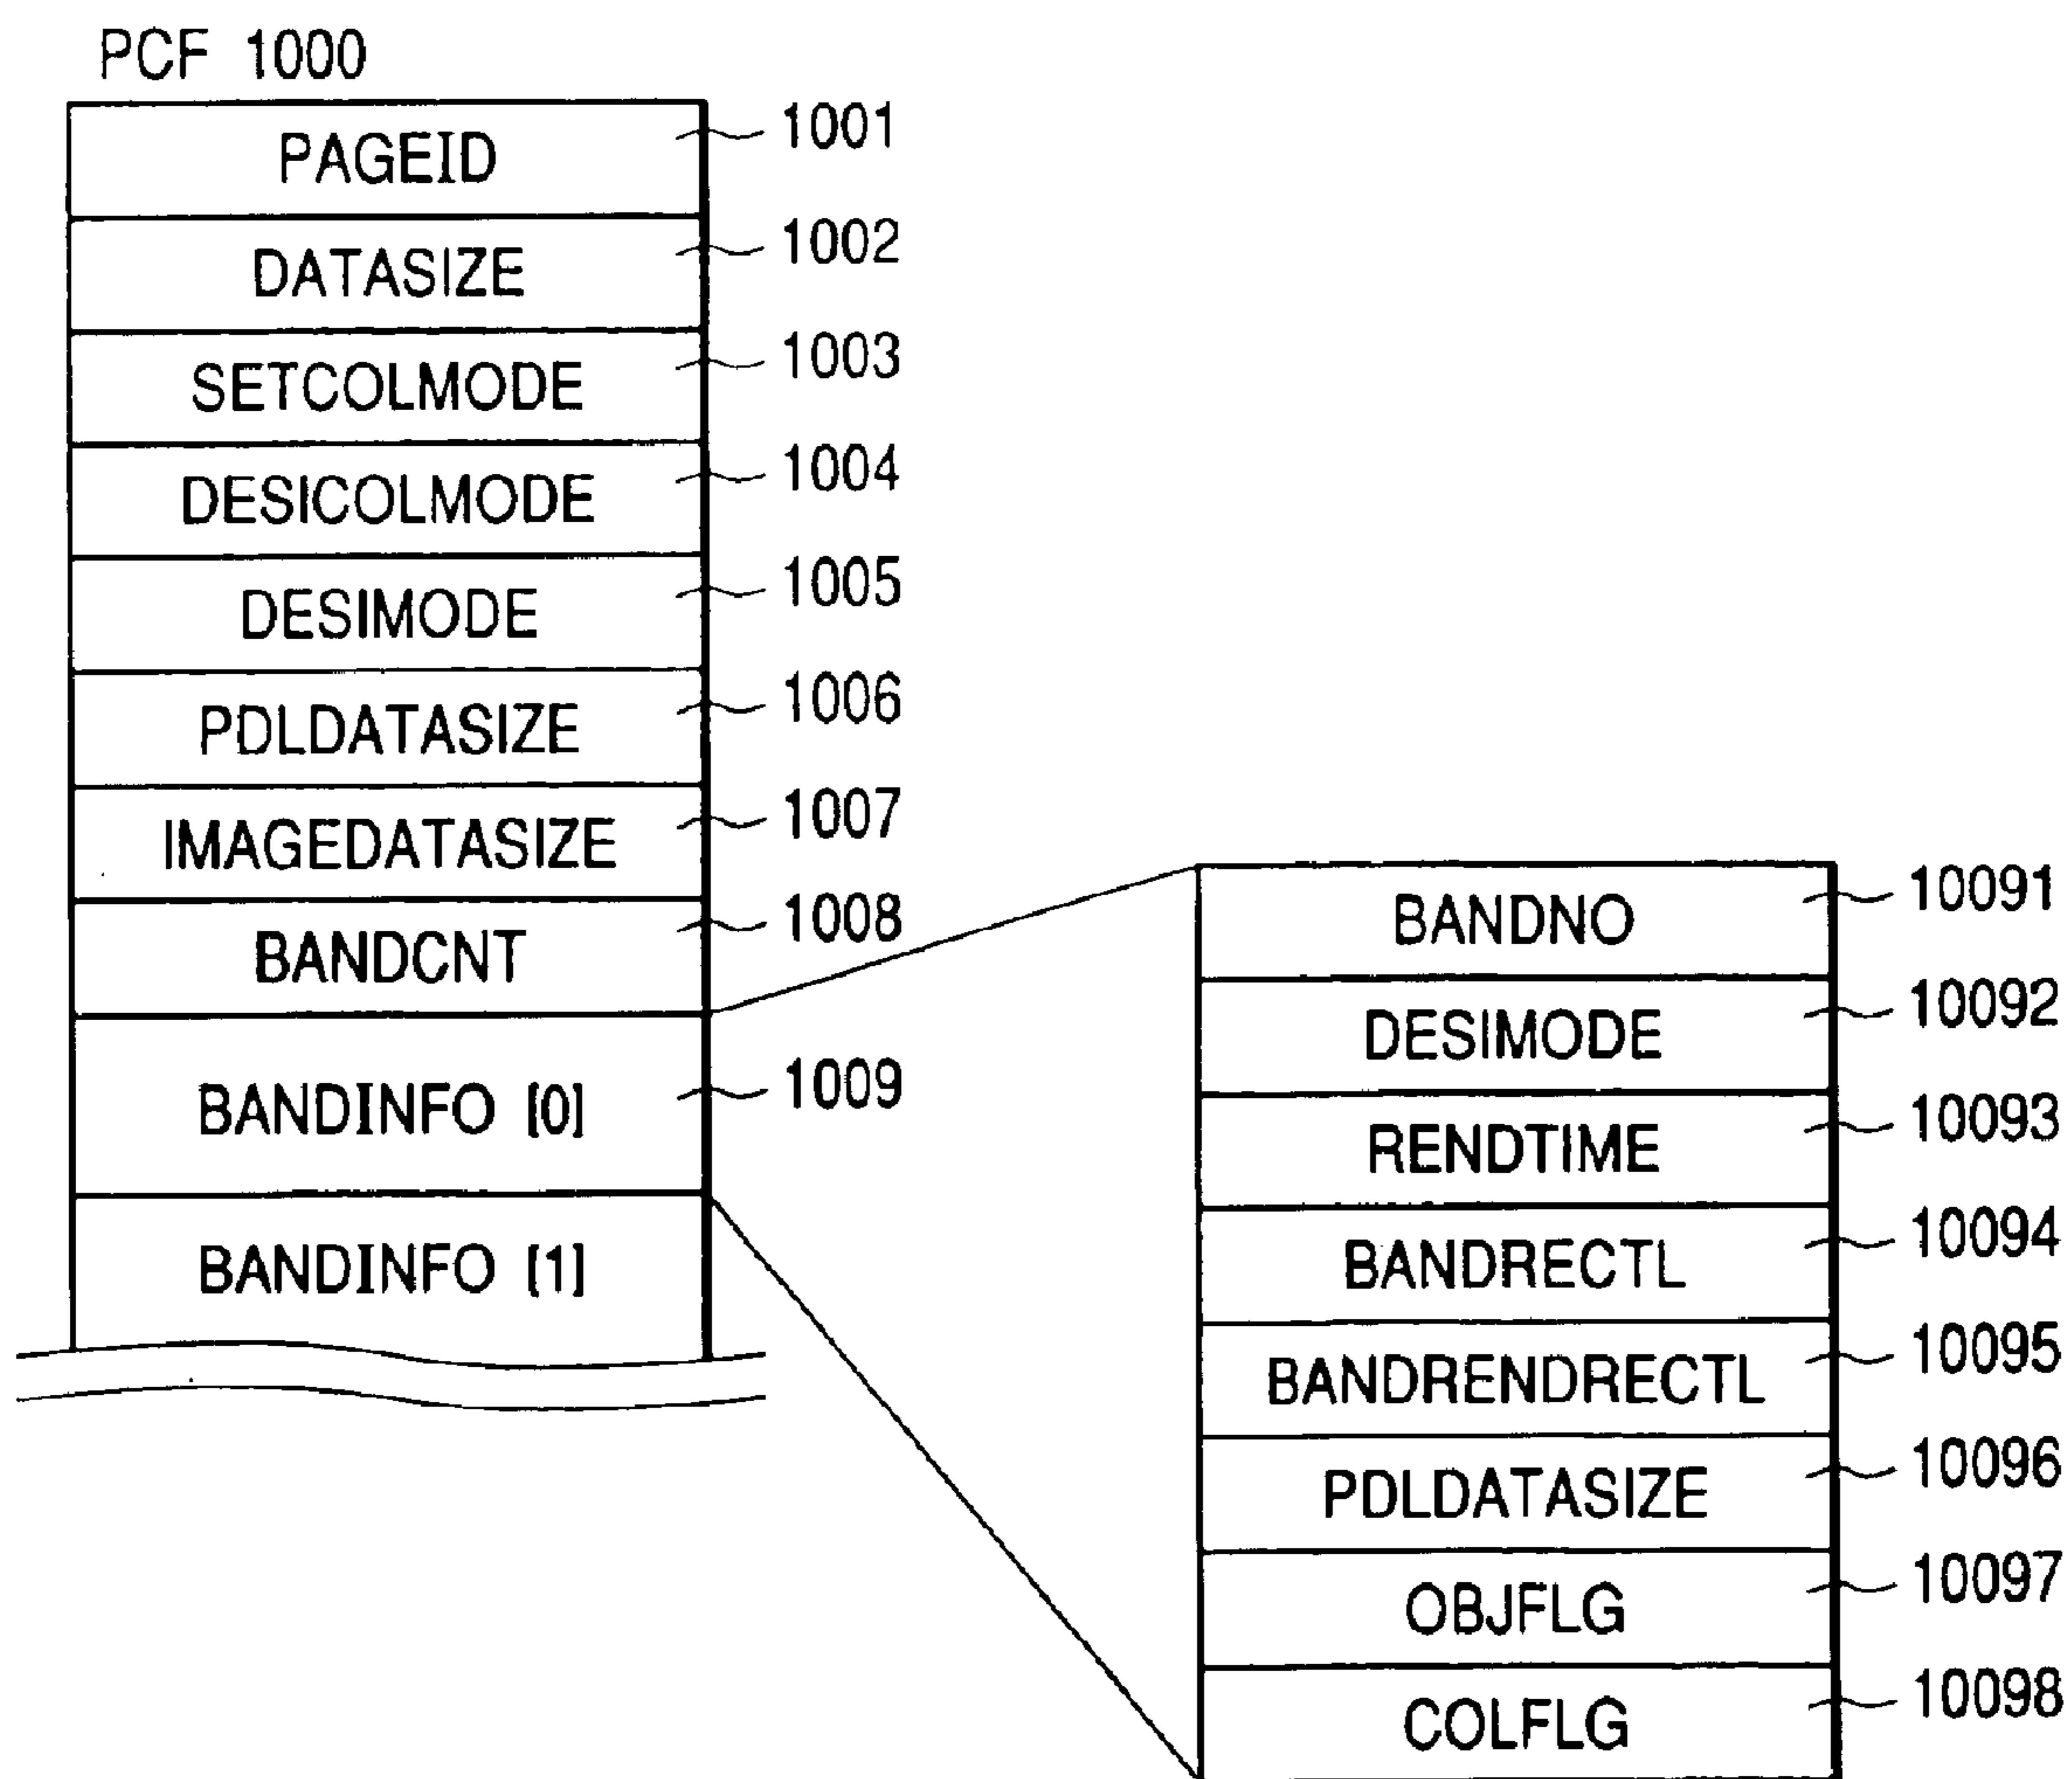 PCF 1000
PAGEID 1001
DATASIZE 1002
SETCOLMODE 1003
DESICOLMODE 1004
DESIMODE 1005
PDLDATASIZE 1006
IMAGEDATASIZE 1007
BANDCNT 1008
BANDINFO [0] 1009
BANDINFO [1]
BANDNO 10091
DESIMODE 10092
RENDTIME 10093
BANDRECTL 10094
BANDRENDRECTL 10095
PDLDATASIZE 10096
OBJFLG 10097
COLFLG 10098